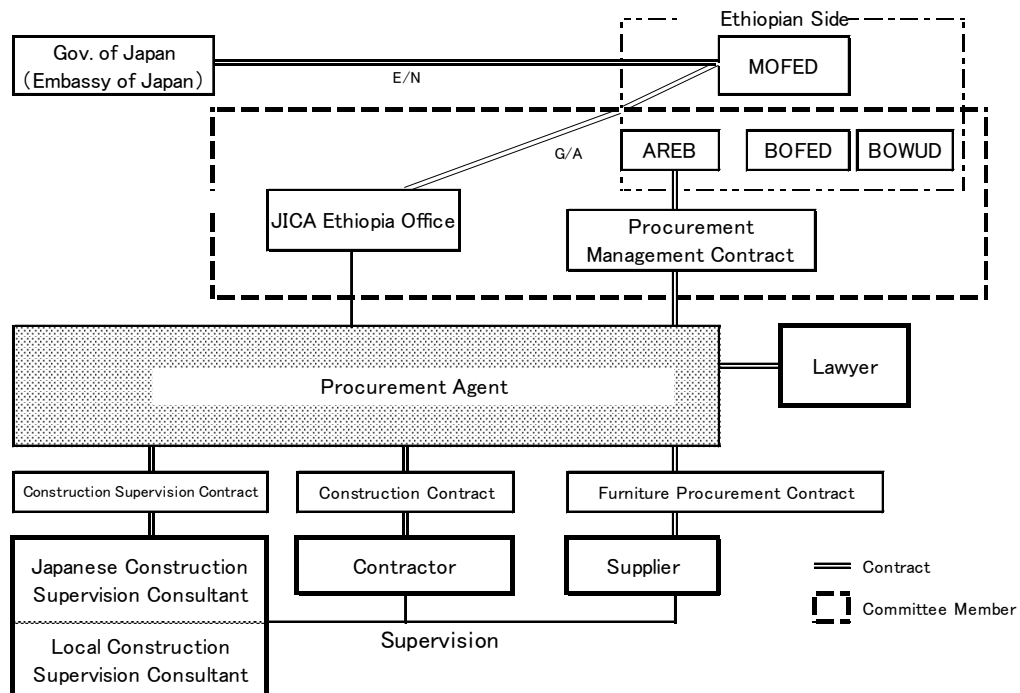 Ethiopian Side
Gov. of Japan
(Embassy of Japan)
MOFED
E/N
AREB
BOFED
BOWUD
G/A
JICA Ethiopia Office
Procurement
Management Contract
Procurement Agent
Lawyer
Construction Supervision Contract
Construction Contract
Furniture Procurement Contract
Japanese Construction
Supervision Consultant
Contractor
Supplier
Contract
Committee Member
Supervision
Local Construction
Supervision Consultant